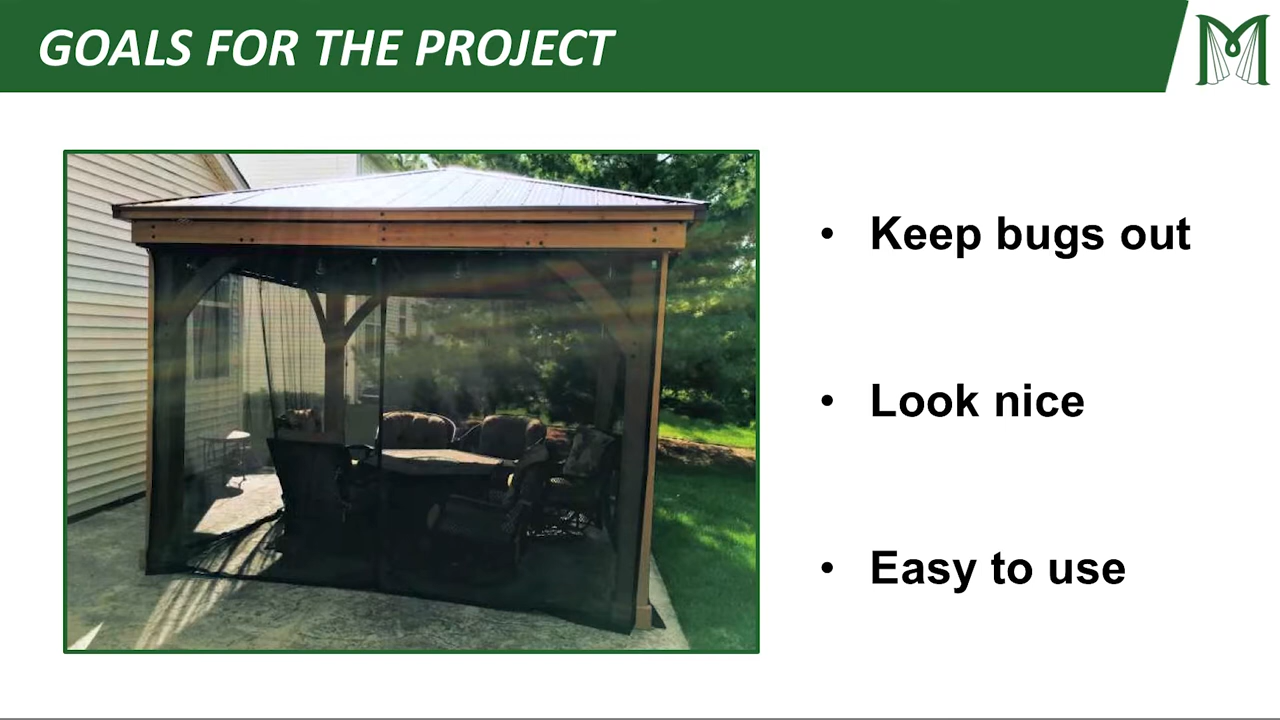 GOALS FOR THE PROJECT
M
• Keep bugs out
• Look nice
• Easy to use